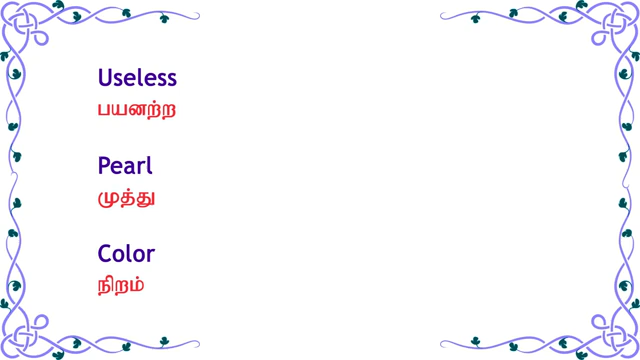 Useless
பயனற்ற
Pearl
முத்து
Color
நிறம்